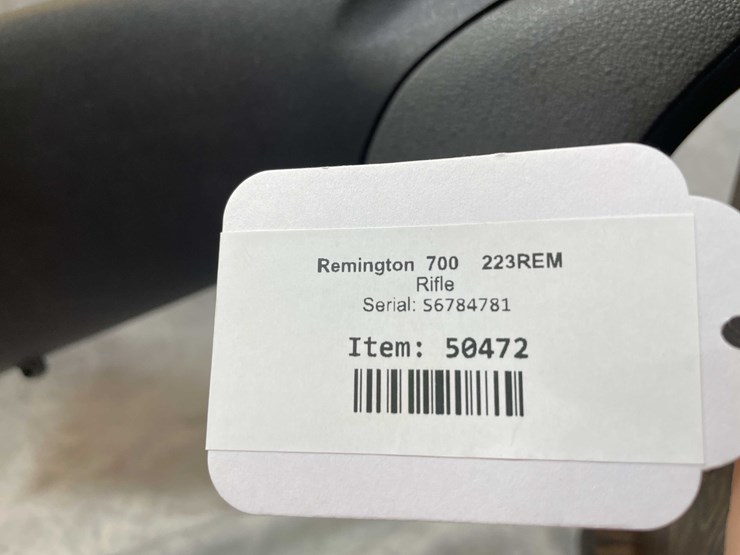 Remington 700 223REM
Rifle
Serial: S6784781
Item: 50472